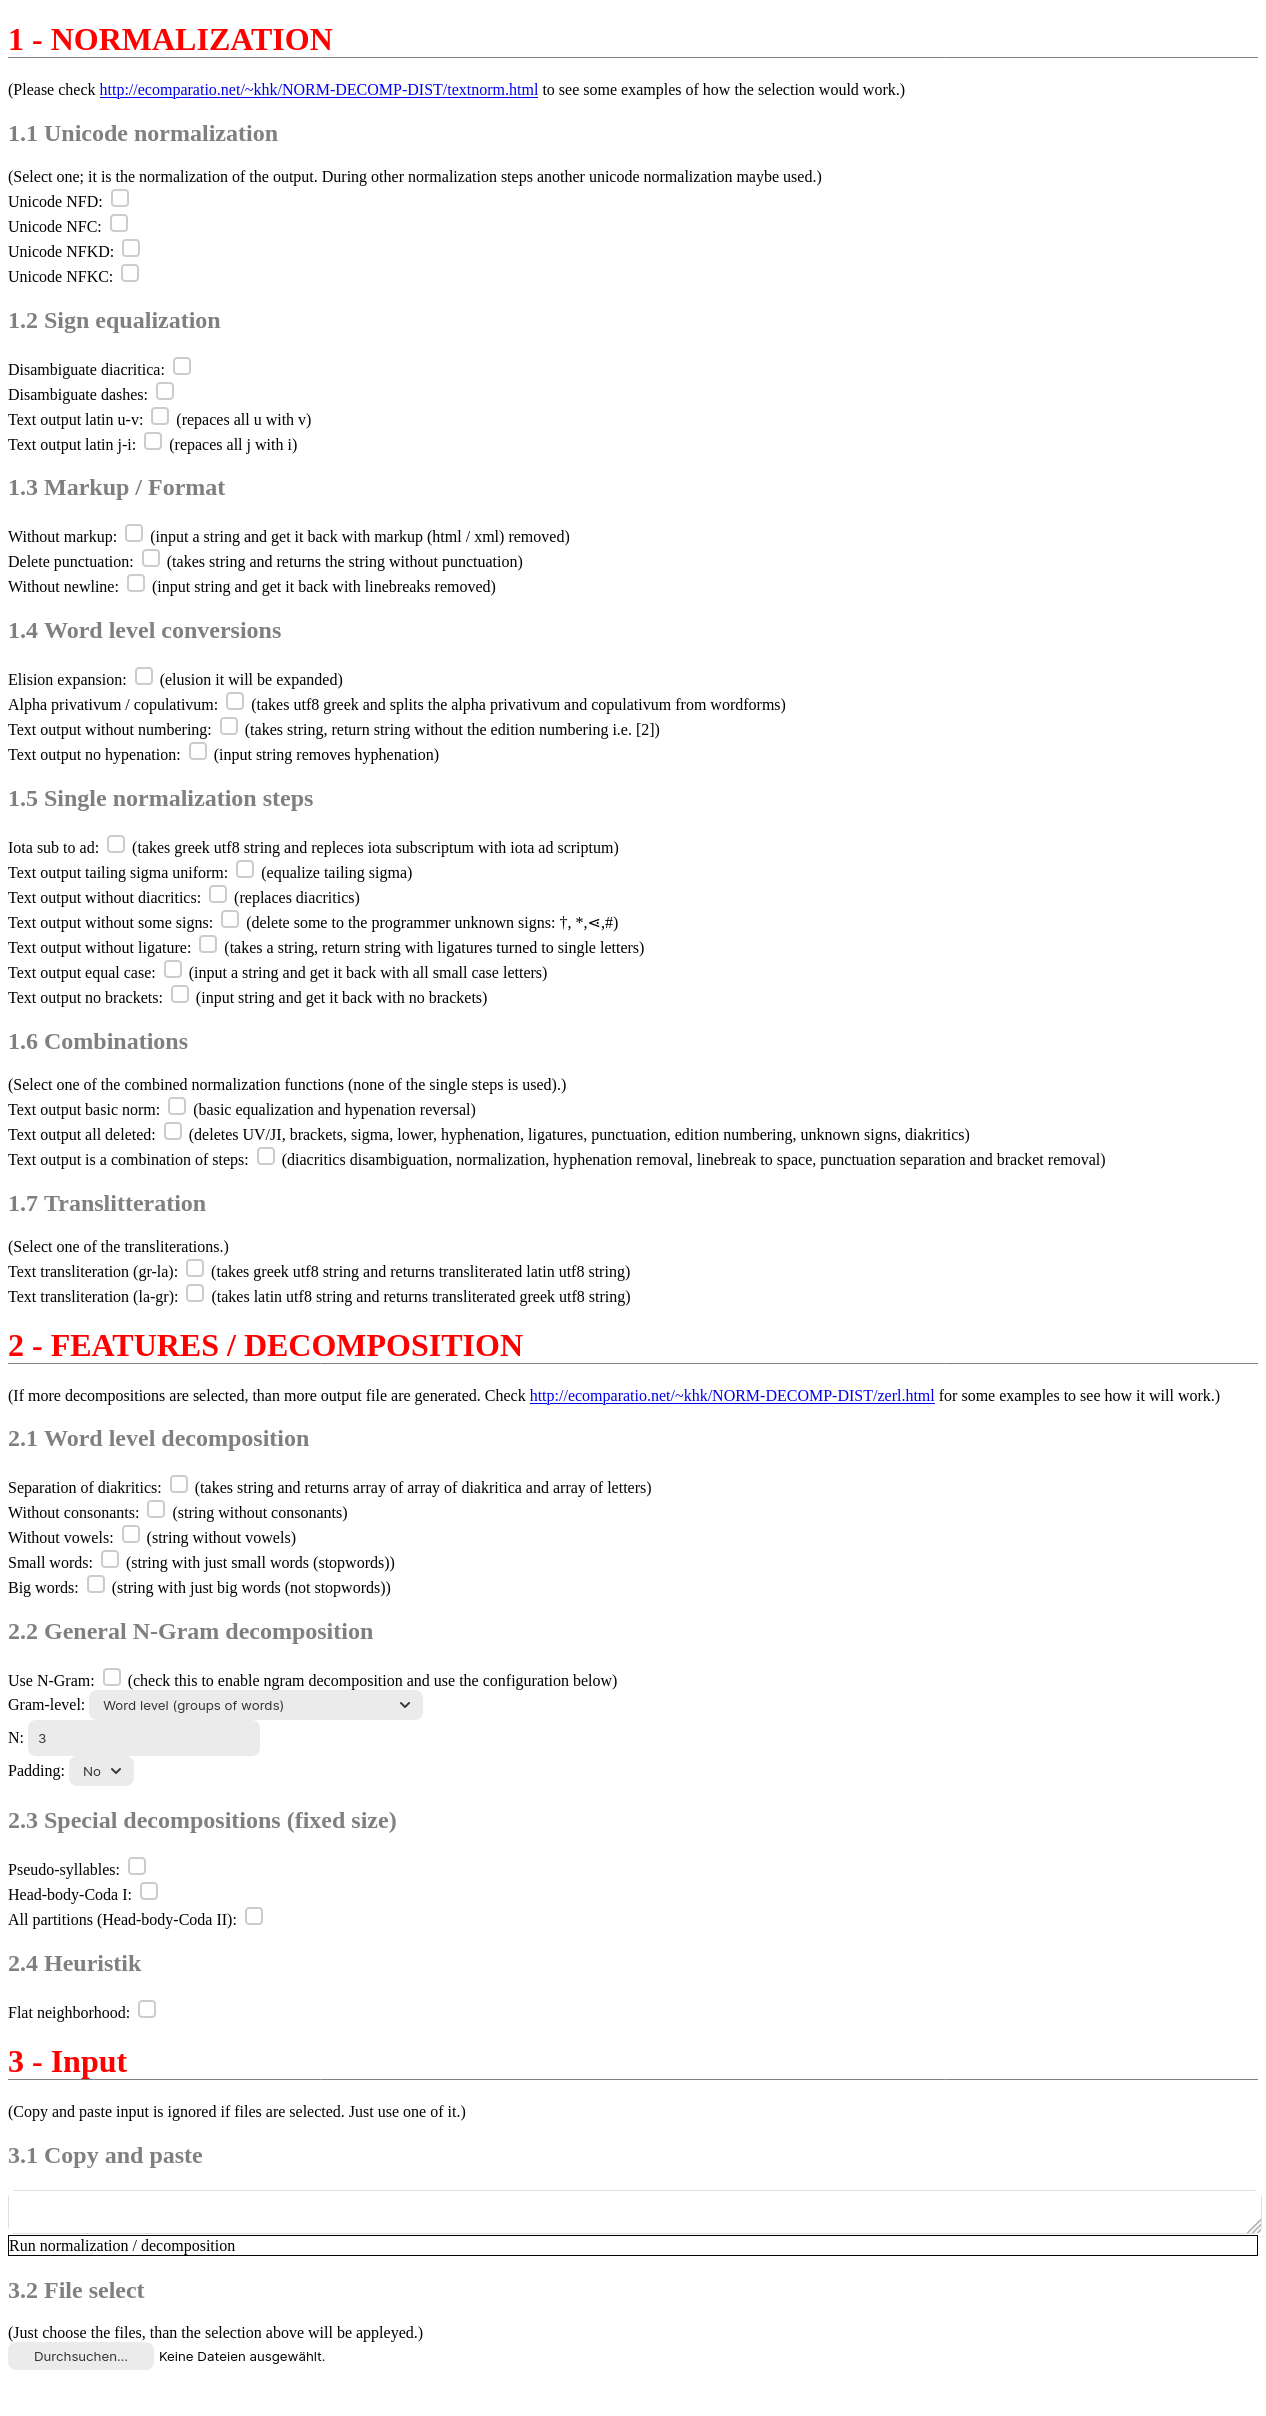 1 - NORMALIZATION
(Please check http://ecomparatio.net/~khk/NORM-DECOMP-DIST/textnorm.html to see some examples of how the selection would work.)
1.1 Unicode normalization
(Select one; it is the normalization of the output. During other normalization steps another unicode normalization maybe used.)
Unicode NFD:
Unicode NFC:
Unicode NFKD:
Unicode NFKC:
1.2 Sign equalization
Disambiguate diacritica:
Disambiguate dashes:
Text output latin u-v: (repaces all u with v)
Text output latin j-i: (repaces all j with i)
1.3 Markup / Format
Without markup: (input a string and get it back with markup (html / xml) removed)
Delete punctuation: (takes string and returns the string without punctuation)
Without newline: (input string and get it back with linebreaks removed)
1.4 Word level conversions
Elision expansion: (elusion it will be expanded)
Alpha privativum / copulativum: (takes utf8 greek and splits the alpha privativum and copulativum from wordforms)
Text output without numbering: (takes string, return string without the edition numbering i.e. [2])
Text output no hypenation: (input string removes hyphenation)
1.5 Single normalization steps
Iota sub to ad: (takes greek utf8 string and repleces iota subscriptum with iota ad scriptum)
Text output tailing sigma uniform: (equalize tailing sigma)
Text output without diacritics: (replaces diacritics)
Text output without some signs: (delete some to the programmer unknown signs: †, *,⋖,#)
Text output without ligature: (takes a string, return string with ligatures turned to single letters)
Text output equal case: (input a string and get it back with all small case letters)
Text output no brackets: (input string and get it back with no brackets)
1.6 Combinations
(Select one of the combined normalization functions (none of the single steps is used).)
Text output basic norm: (basic equalization and hypenation reversal)
Text output all deleted: (deletes UV/JI, brackets, sigma, lower, hyphenation, ligatures, punctuation, edition numbering, unknown signs, diakritics)
Text output is a combination of steps: (diacritics disambiguation, normalization, hyphenation removal, linebreak to space, punctuation separation and bracket removal)
1.7 Translitteration
(Select one of the transliterations.)
Text transliteration (gr-la): (takes greek utf8 string and returns transliterated latin utf8 string)
Text transliteration (la-gr): (takes latin utf8 string and returns transliterated greek utf8 string)
2 - FEATURES / DECOMPOSITION
(If more decompositions are selected, than more output file are generated. Check http://ecomparatio.net/~khk/NORM-DECOMP-DIST/zerl.html for some examples to see how it will work.)
2.1 Word level decomposition
Separation of diakritics: (takes string and returns array of array of diakritica and array of letters)
Without consonants: (string without consonants)
Without vowels: (string without vowels)
Small words: (string with just small words (stopwords))
Big words: (string with just big words (not stopwords))
2.2 General N-Gram decomposition
Use N-Gram: (check this to enable ngram decomposition and use the configuration below)
Gram-level: Word level (groups of words)
N: 3
Padding: No
2.3 Special decompositions (fixed size)
Pseudo-syllables:
Head-body-Coda I:
All partitions (Head-body-Coda II):
2.4 Heuristik
Flat neighborhood:
3 - Input
(Copy and paste input is ignored if files are selected. Just use one of it.)
3.1 Copy and paste
Run normalization / decomposition
3.2 File select
(Just choose the files, than the selection above will be appleyed.)
Durchsuchen... Keine Dateien ausgewählt.